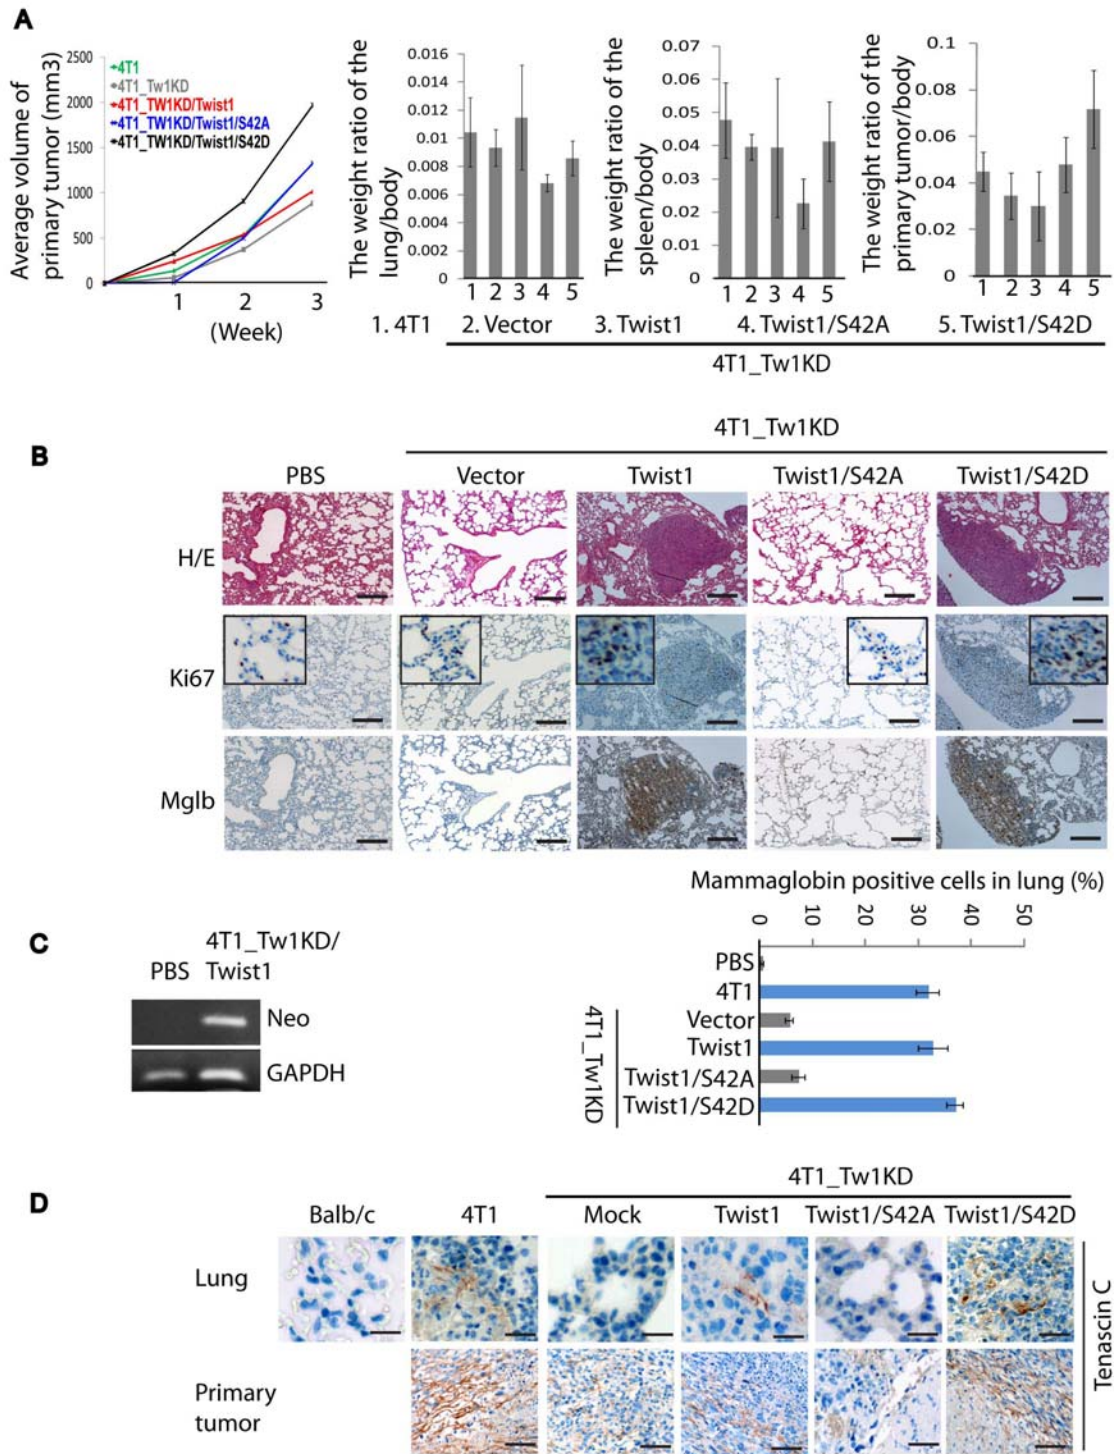 A
Average volume of
primary tumor (mm3)
2500
2000
1500
1000
500
0
4T1
4T1_Tw1KD
4T1_TW1KD/Twist1
4T1_TW1KD/Twist1/S42A
4T1_TW1KD/Twist1/S42D
1 2 3
(Week)
The weight ratio of the
lung/body
0.016
0.014
0.012
0.01
0.008
0.006
0.004
0.002
0
1 2 3 4 5
The weight ratio of the
spleen/body
0.07
0.06
0.05
0.04
0.03
0.02
0.01
0
1 2 3 4 5
The weight ratio of the
primary tumor/body
0.1
0.08
0.06
0.04
0.02
0
1 2 3 4 5
1. 4T1 2. Vector 3. Twist1 4. Twist1/S42A 5. Twist1/S42D
4T1_Tw1KD
B
4T1_Tw1KD
PBS Vector Twist1 Twist1/S42A Twist1/S42D
H/E
Ki67
Mglb
Mammaglobin positive cells in lung (%)
0 10 20 30 40 50
PBS
4T1
Vector
Twist1
Twist1/S42A
Twist1/S42D
4T1_Tw1KD
C
4T1_Tw1KD/
PBS Twist1
Neo
GAPDH
D
4T1_Tw1KD
Balb/c 4T1 Mock Twist1 Twist1/S42A Twist1/S42D
Lung
Primary
tumor
Tenascin C